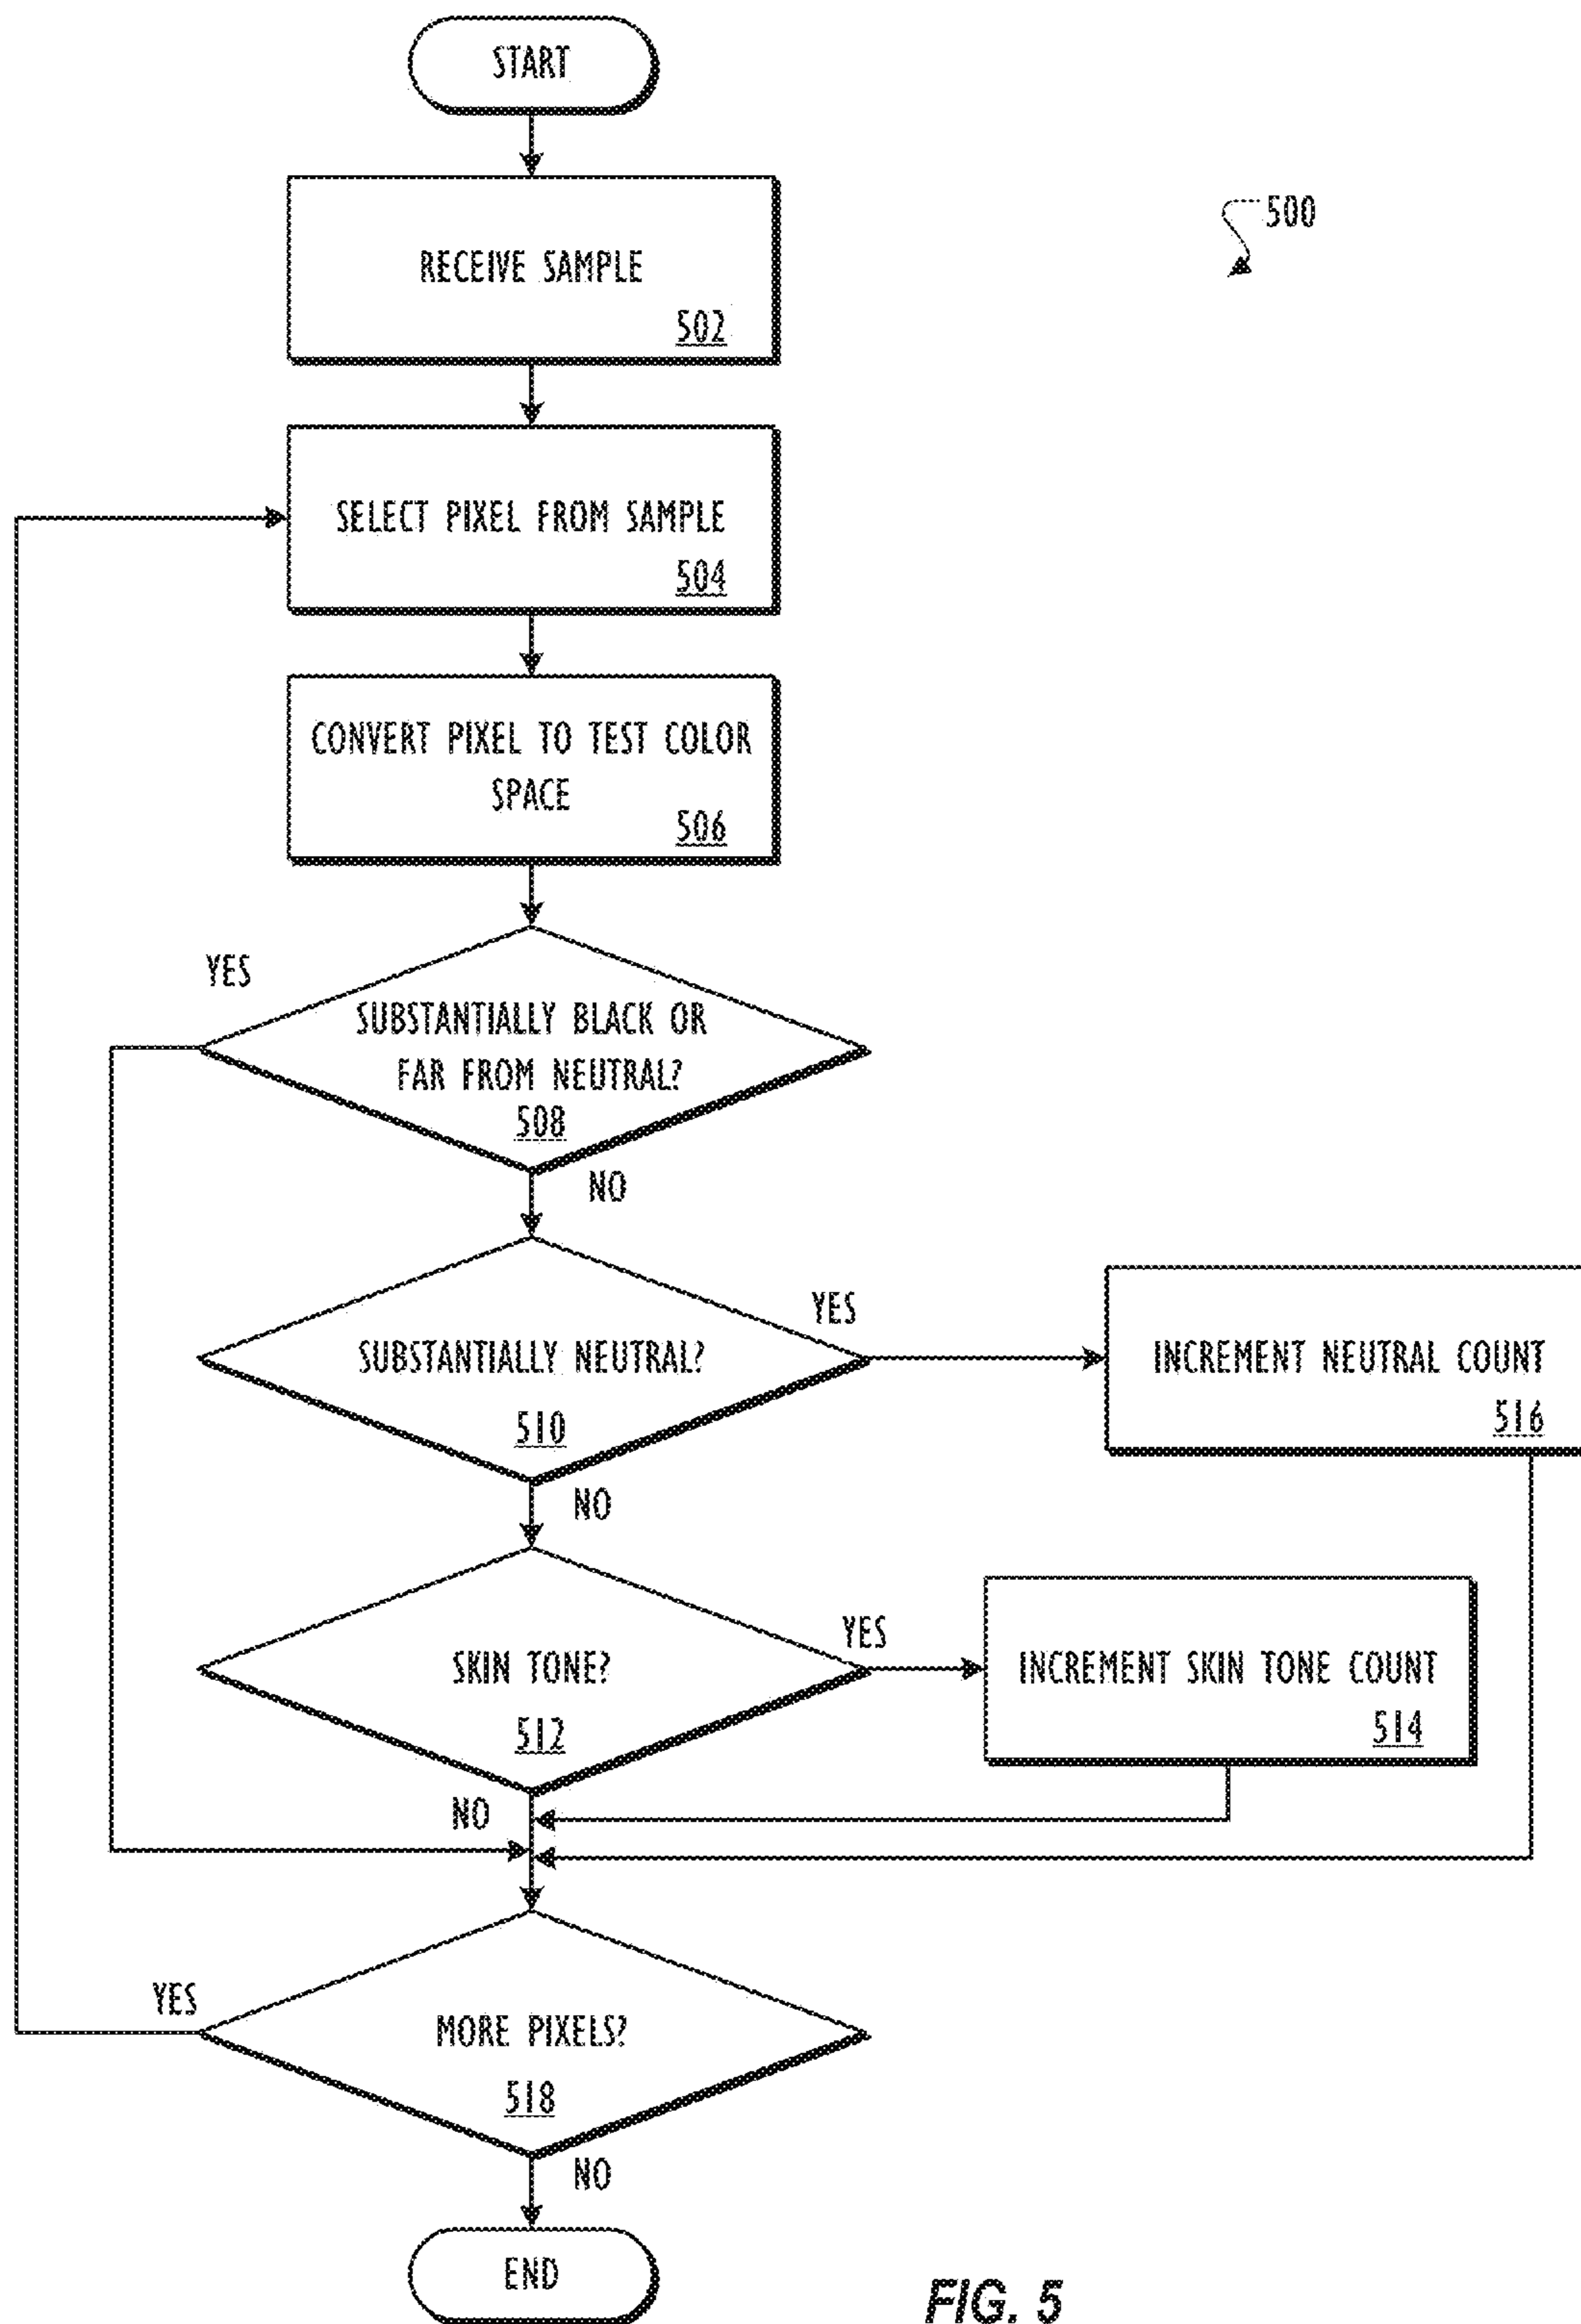 START
500
RECEIVE SAMPLE
502
SELECT PIXEL FROM SAMPLE
504
CONVERT PIXEL TO TEST COLOR
SPACE
506
YES
SUBSTANTIALLY BLACK OR
FAR FROM NEUTRAL?
508
NO
YES
SUBSTANTIALLY NEUTRAL?
510
INCREMENT NEUTRAL COUNT
516
NO
YES
SKIN TONE?
512
INCREMENT SKIN TONE COUNT
514
NO
YES
MORE PIXELS?
518
NO
END
FIG. 5